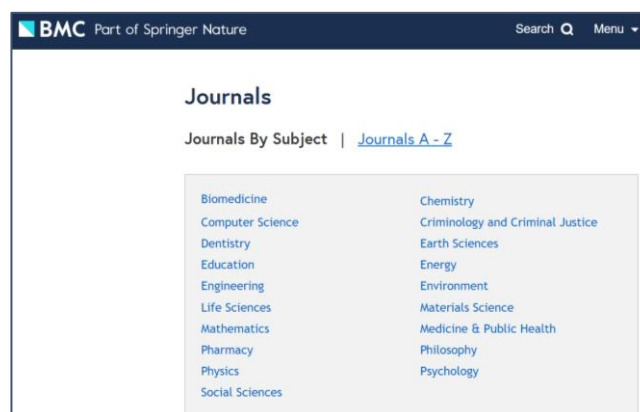 BMC Part of Springer Nature
Search Menu
Journals
Journals By Subject | Journals A - Z
Biomedicine Chemistry
Computer Science Criminology and Criminal Justice
Dentistry Earth Sciences
Education Energy
Engineering Environment
Life Sciences Materials Science
Mathematics Medicine & Public Health
Pharmacy Philosophy
Physics Psychology
Social Sciences